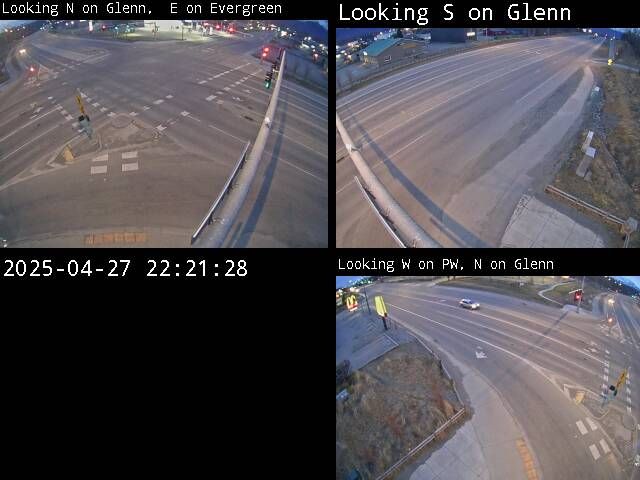 Looking N on Glenn, E on Evergreen
Looking S on Glenn
2025-04-27 22:21:28
Looking W on PW, N on Glenn